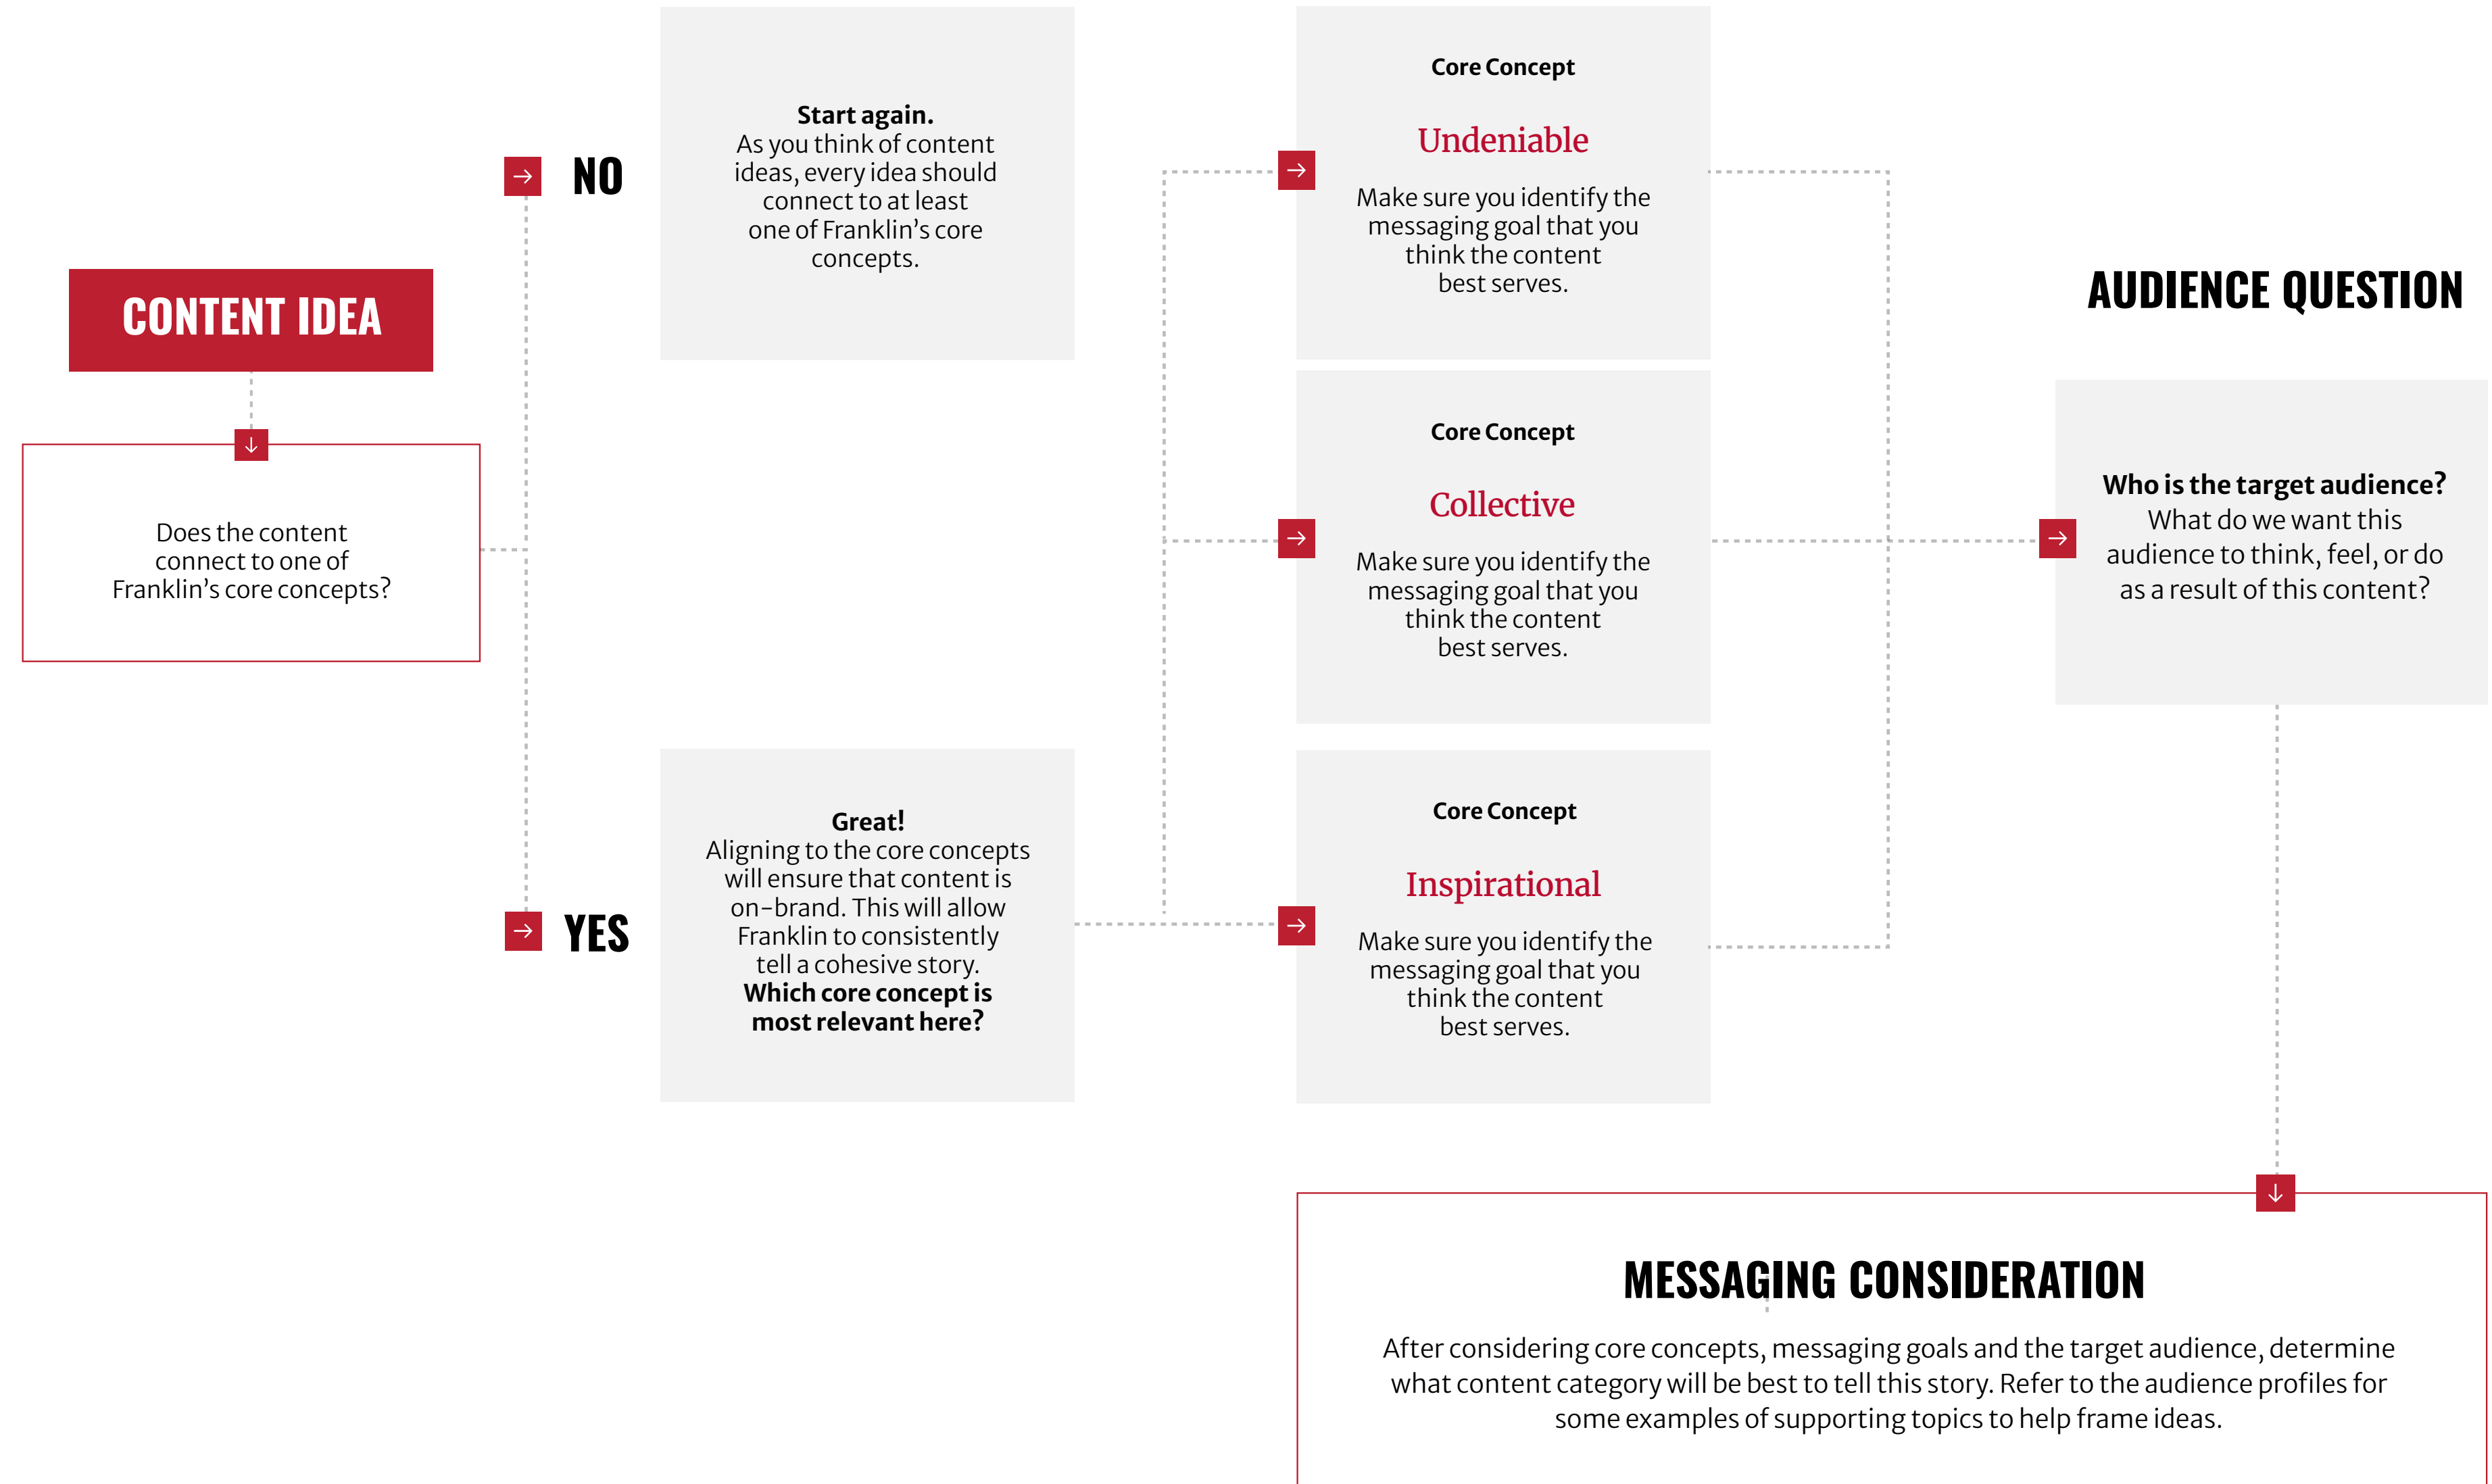 CONTENT IDEA
Does the content
connect to one of
Franklin’s core concepts?
NO
Start again.
As you think of content
ideas, every idea should
connect to at least
one of Franklin’s core
concepts.
YES
Great!
Aligning to the core concepts
will ensure that content is
on-brand. This will allow
Franklin to consistently
tell a cohesive story.
Which core concept is
most relevant here?
Core Concept
Undeniable
Make sure you identify the
messaging goal that you
think the content
best serves.
Core Concept
Collective
Make sure you identify the
messaging goal that you
think the content
best serves.
Core Concept
Inspirational
Make sure you identify the
messaging goal that you
think the content
best serves.
AUDIENCE QUESTION
Who is the target audience?
What do we want this
audience to think, feel, or do
as a result of this content?
MESSAGING CONSIDERATION
After considering core concepts, messaging goals and the target audience, determine
what content category will be best to tell this story. Refer to the audience profiles for
some examples of supporting topics to help frame ideas.